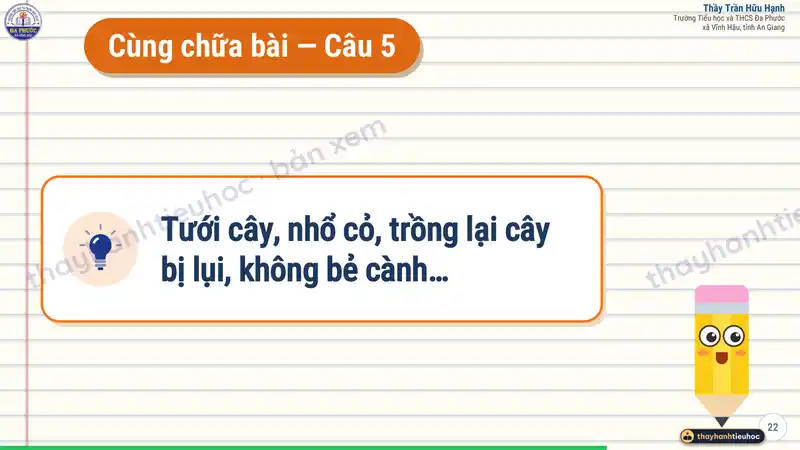 Thầy Trần Hữu Hạnh
Trường Tiểu học và THCS Đa Phước
xã Vĩnh Hậu, tỉnh An Giang
ĐA PHƯỚC
Cùng chữa bài – Câu 5
Tưới cây, nhổ cỏ, trồng lại cây
bị lụi, không bẻ cành...
thayhanhtieuhoc · bản xem
thayhanhtie
thayhanhtieuhoc
22